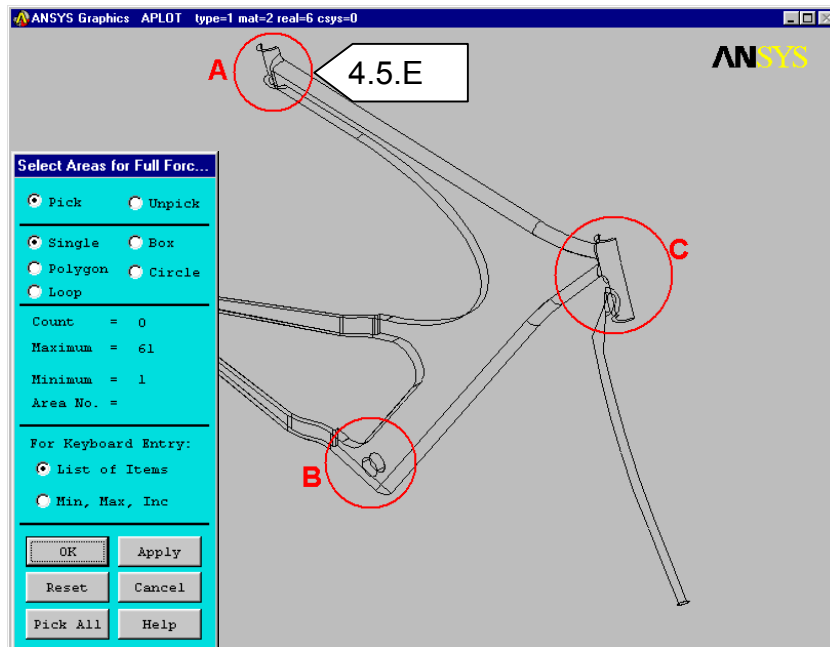 ANSYS Graphics APLOT type=1 mat=2 real=6 csys=0
A
4.5.E
ANSYS
Select Areas for Full Forc...
Pick Unpick
Single Box
Polygon Circle
Loop
Count = 0
Maximum = 61
Minimum = 1
Area No. =
For Keyboard Entry:
List of Items
Min, Max, Inc
OK Apply
Reset Cancel
Pick All Help
C
B